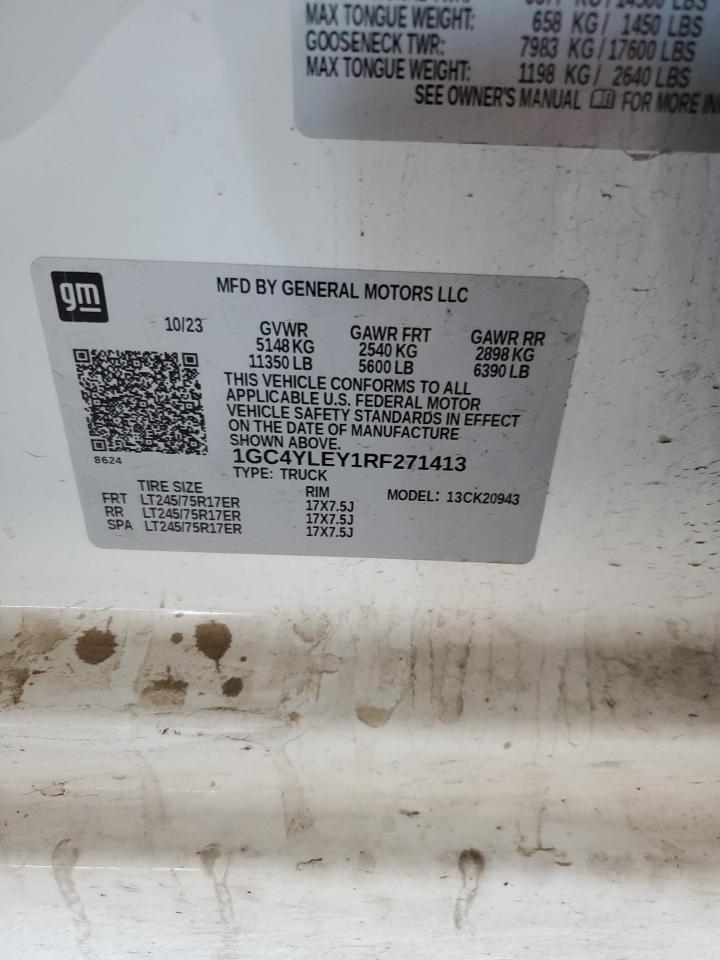 LBS
MAX TONGUE WEIGHT: 658 KG / 1450 LBS
GOOSENECK TWR: 7983 KG / 17600 LBS
MAX TONGUE WEIGHT: 1198 KG / 2640 LBS
SEE OWNER'S MANUAL FOR MORE
gm
MFD BY GENERAL MOTORS LLC
10/23 GVWR GAWR FRT GAWR RR
5148 KG 2540 KG 2898 KG
11350 LB 5600 LB 6390 LB
THIS VEHICLE CONFORMS TO ALL
APPLICABLE U.S. FEDERAL MOTOR
VEHICLE SAFETY STANDARDS IN EFFECT
ON THE DATE OF MANUFACTURE
SHOWN ABOVE.
8624
1GC4YLEY1RF271413
TYPE: TRUCK
TIRE SIZE RIM MODEL: 13CK20943
FRT LT245/75R17ER 17X7.5J
RR LT245/75R17ER 17X7.5J
SPA LT245/75R17ER 17X7.5J